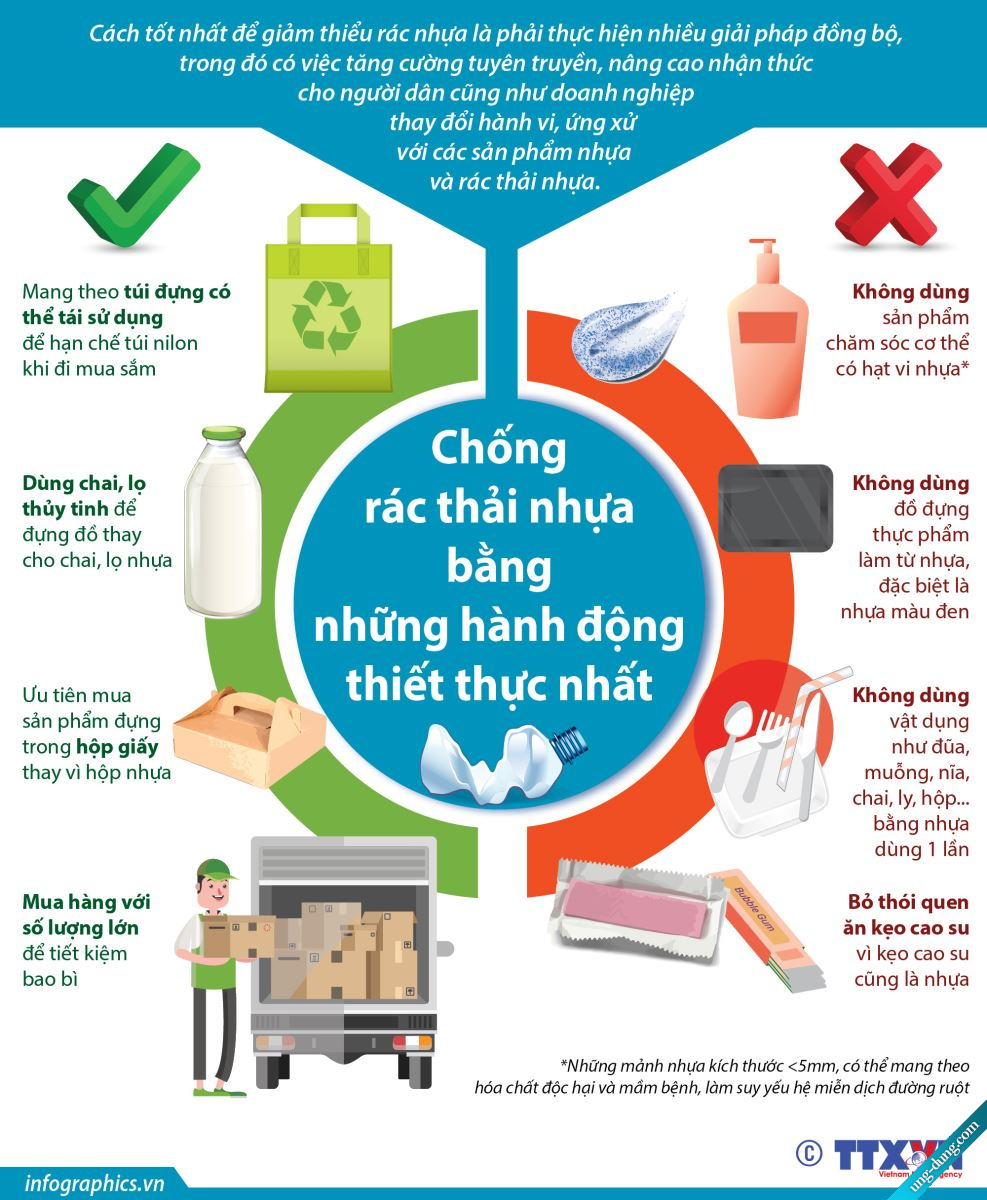 Cách tốt nhất để giảm thiểu rác nhựa là phải thực hiện nhiều giải pháp đồng bộ,
trong đó có việc tăng cường tuyên truyền, nâng cao nhận thức
cho người dân cũng như doanh nghiệp
thay đổi hành vi, ứng xử
với các sản phẩm nhựa
và rác thải nhựa.
Mang theo túi đựng có
thể tái sử dụng
để hạn chế túi nilon
khi đi mua sắm
Dùng chai, lọ
thủy tinh để
đựng đồ thay
cho chai, lọ nhựa
Ưu tiên mua
sản phẩm đựng
trong hộp giấy
thay vì hộp nhựa
Mua hàng với
số lượng lớn
để tiết kiệm
bao bì
Chống
rác thải nhựa
bằng
những hành động
thiết thực nhất
Không dùng
sản phẩm
chăm sóc cơ thể
có hạt vi nhựa*
Không dùng
đồ đựng
thực phẩm
làm từ nhựa,
đặc biệt là
nhựa màu đen
Không dùng
vật dụng
như đũa,
muỗng, nĩa,
chai, ly, hộp...
bằng nhựa
dùng 1 lần
Bubble Gum
Bỏ thói quen
ăn kẹo cao su
vì kẹo cao su
cũng là nhựa
*Những mảnh nhựa kích thước <5mm, có thể mang theo
hóa chất độc hại và mầm bệnh, làm suy yếu hệ miễn dịch đường ruột
© TTXVN
Vietnam
ung-dung.com
infographics.vn